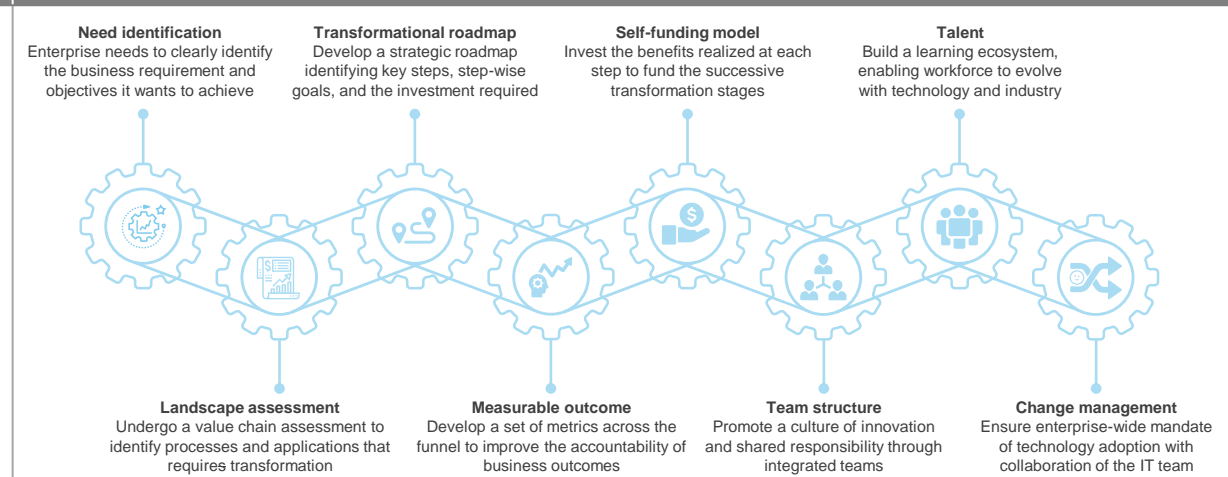 Need identification
Enterprise needs to clearly identify
the business requirement and
objectives it wants to achieve
Transformational roadmap
Develop a strategic roadmap
identifying key steps, step-wise
goals, and the investment required
Self-funding model
Invest the benefits realized at each
step to fund the successive
transformation stages
Talent
Build a learning ecosystem,
enabling workforce to evolve
with technology and industry
$
$
Landscape assessment
Undergo a value chain assessment to
identify processes and applications that
requires transformation
Measurable outcome
Develop a set of metrics across the
funnel to improve the accountability of
business outcomes
Team structure
Promote a culture of innovation
and shared responsibility through
integrated teams
Change management
Ensure enterprise-wide mandate
of technology adoption with
collaboration of the IT team